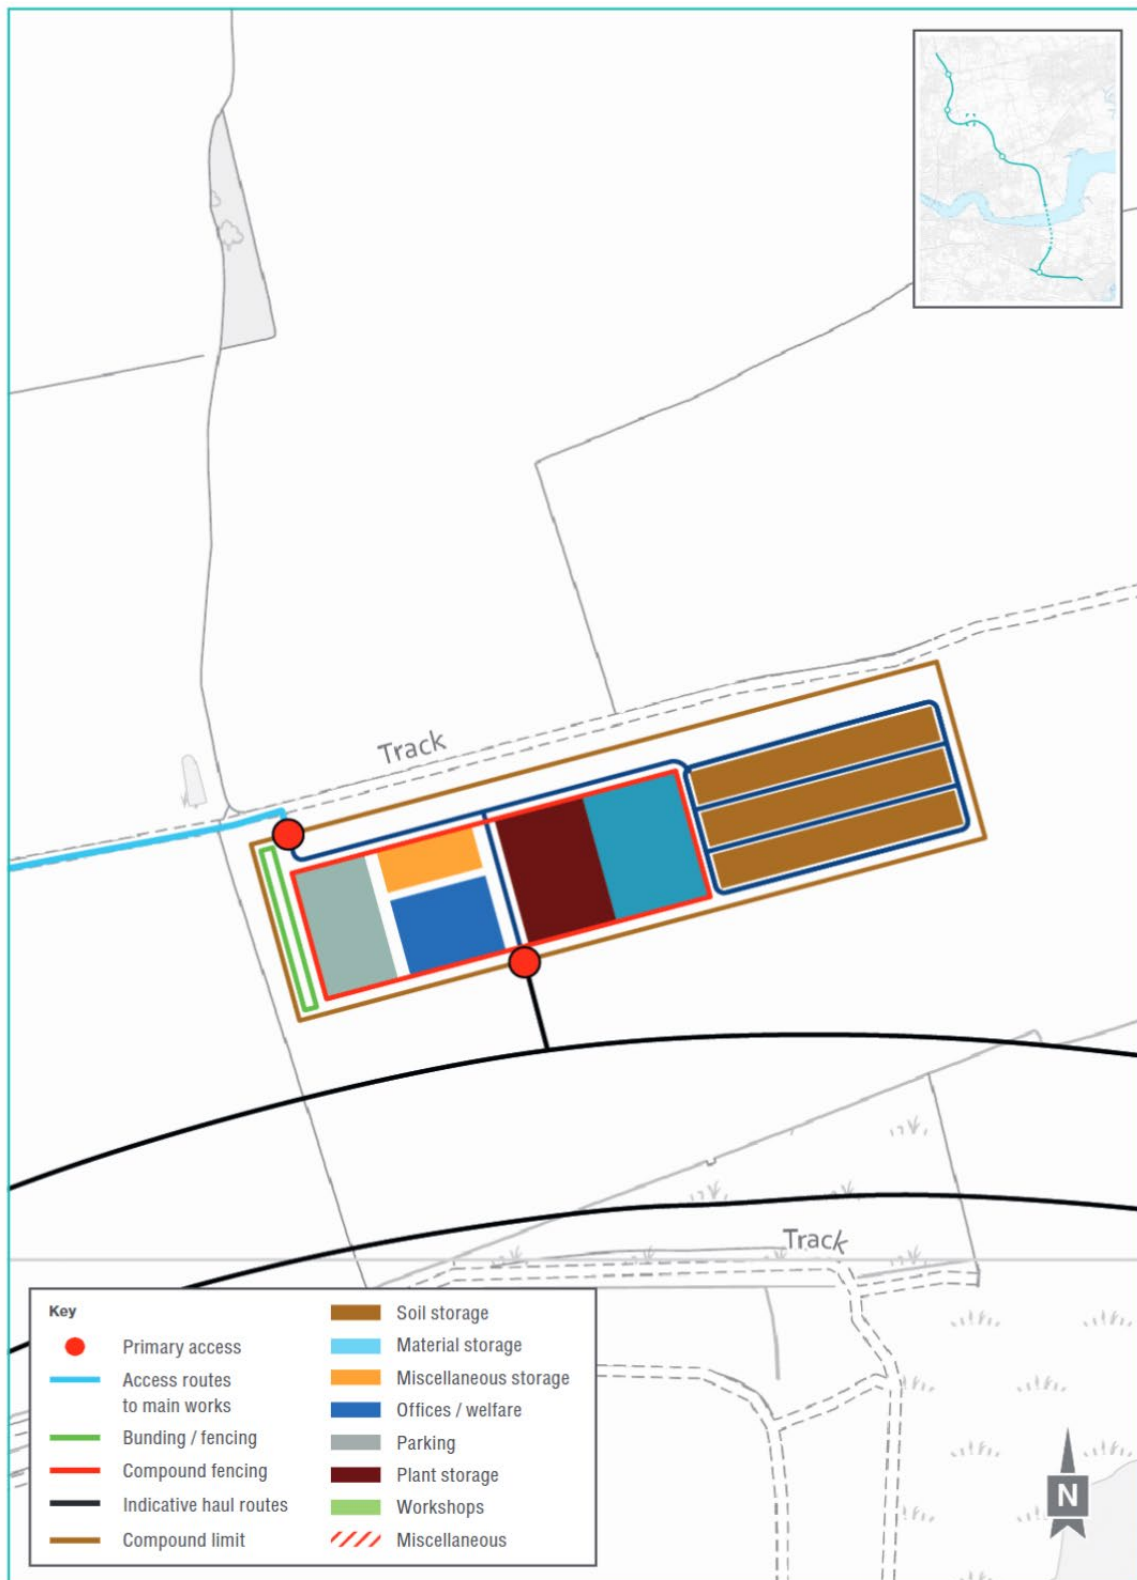 Track
Track
Key
Primary access
Access routes
to main works
Bunding / fencing
Compound fencing
Indicative haul routes
Compound limit
Soil storage
Material storage
Miscellaneous storage
Offices / welfare
Parking
Plant storage
Workshops
Miscellaneous
N